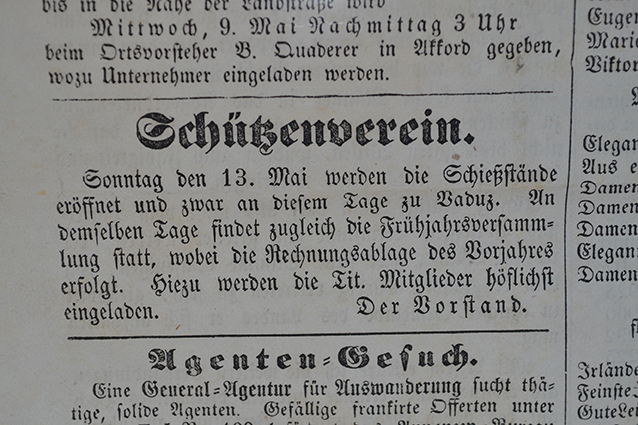 bis in die Nähe der Landstraße wird
Mittwoch, 9. Mai Nachmittag 3 Uhr
beim Ortsvorsteher B. Quaderer in Akkord gegeben,
wozu Unternehmer eingeladen werden.
Schützenverein.
Sonntag den 13. Mai werden die Schießstände
eröffnet und zwar an diesem Tage zu Vaduz. An
demselben Tage findet zugleich die Frühjahrsversamm-
lung statt, wobei die Rechnungsablage des Vorjahres
erfolgt. Hiezu werden die Tit. Mitglieder höflichst
eingeladen. Der Vorstand.
Agenten-Gesuch.
Eine General-Agentur für Auswanderung sucht thä-
tige, solide Agenten. Gefällige frankirte Offerten unter
Eugen
Maria
Viktor
Elegan
Aus e
Damen
Damen
Damen
Elegan
Damen
fl
Irlände
Feinste
Gute Lei